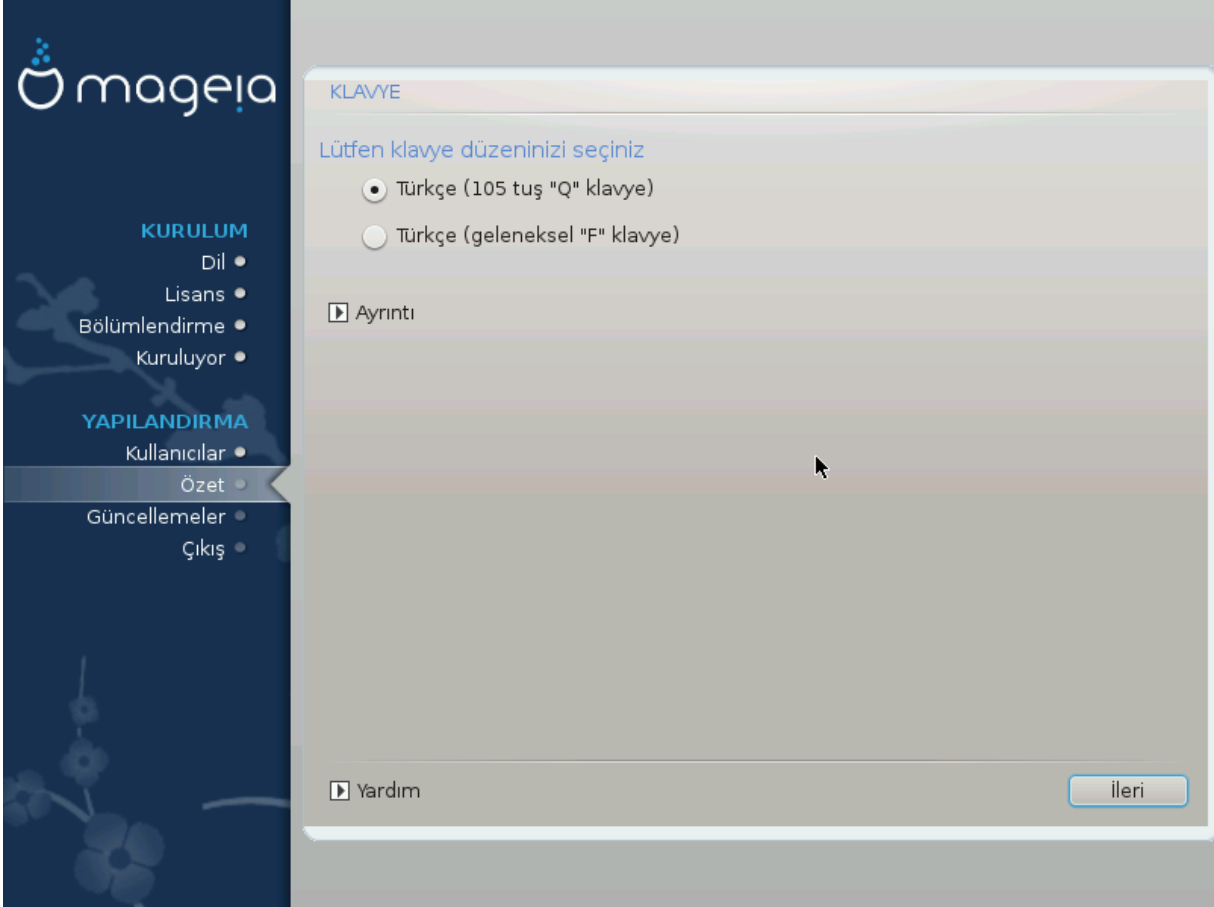 mageia
KURULUM
Dil
Lisans
Bölümlendirme
Kuruluyor
YAPILANDIRMA
Kullanıcılar
Özet
Güncellemeler
Çıkış
KLAVYE
Lütfen klavye düzeninizi seçiniz
Türkçe (105 tuş "Q" klavye)
Türkçe (geleneksel "F" klavye)
Ayrıntı
Yardım
İleri